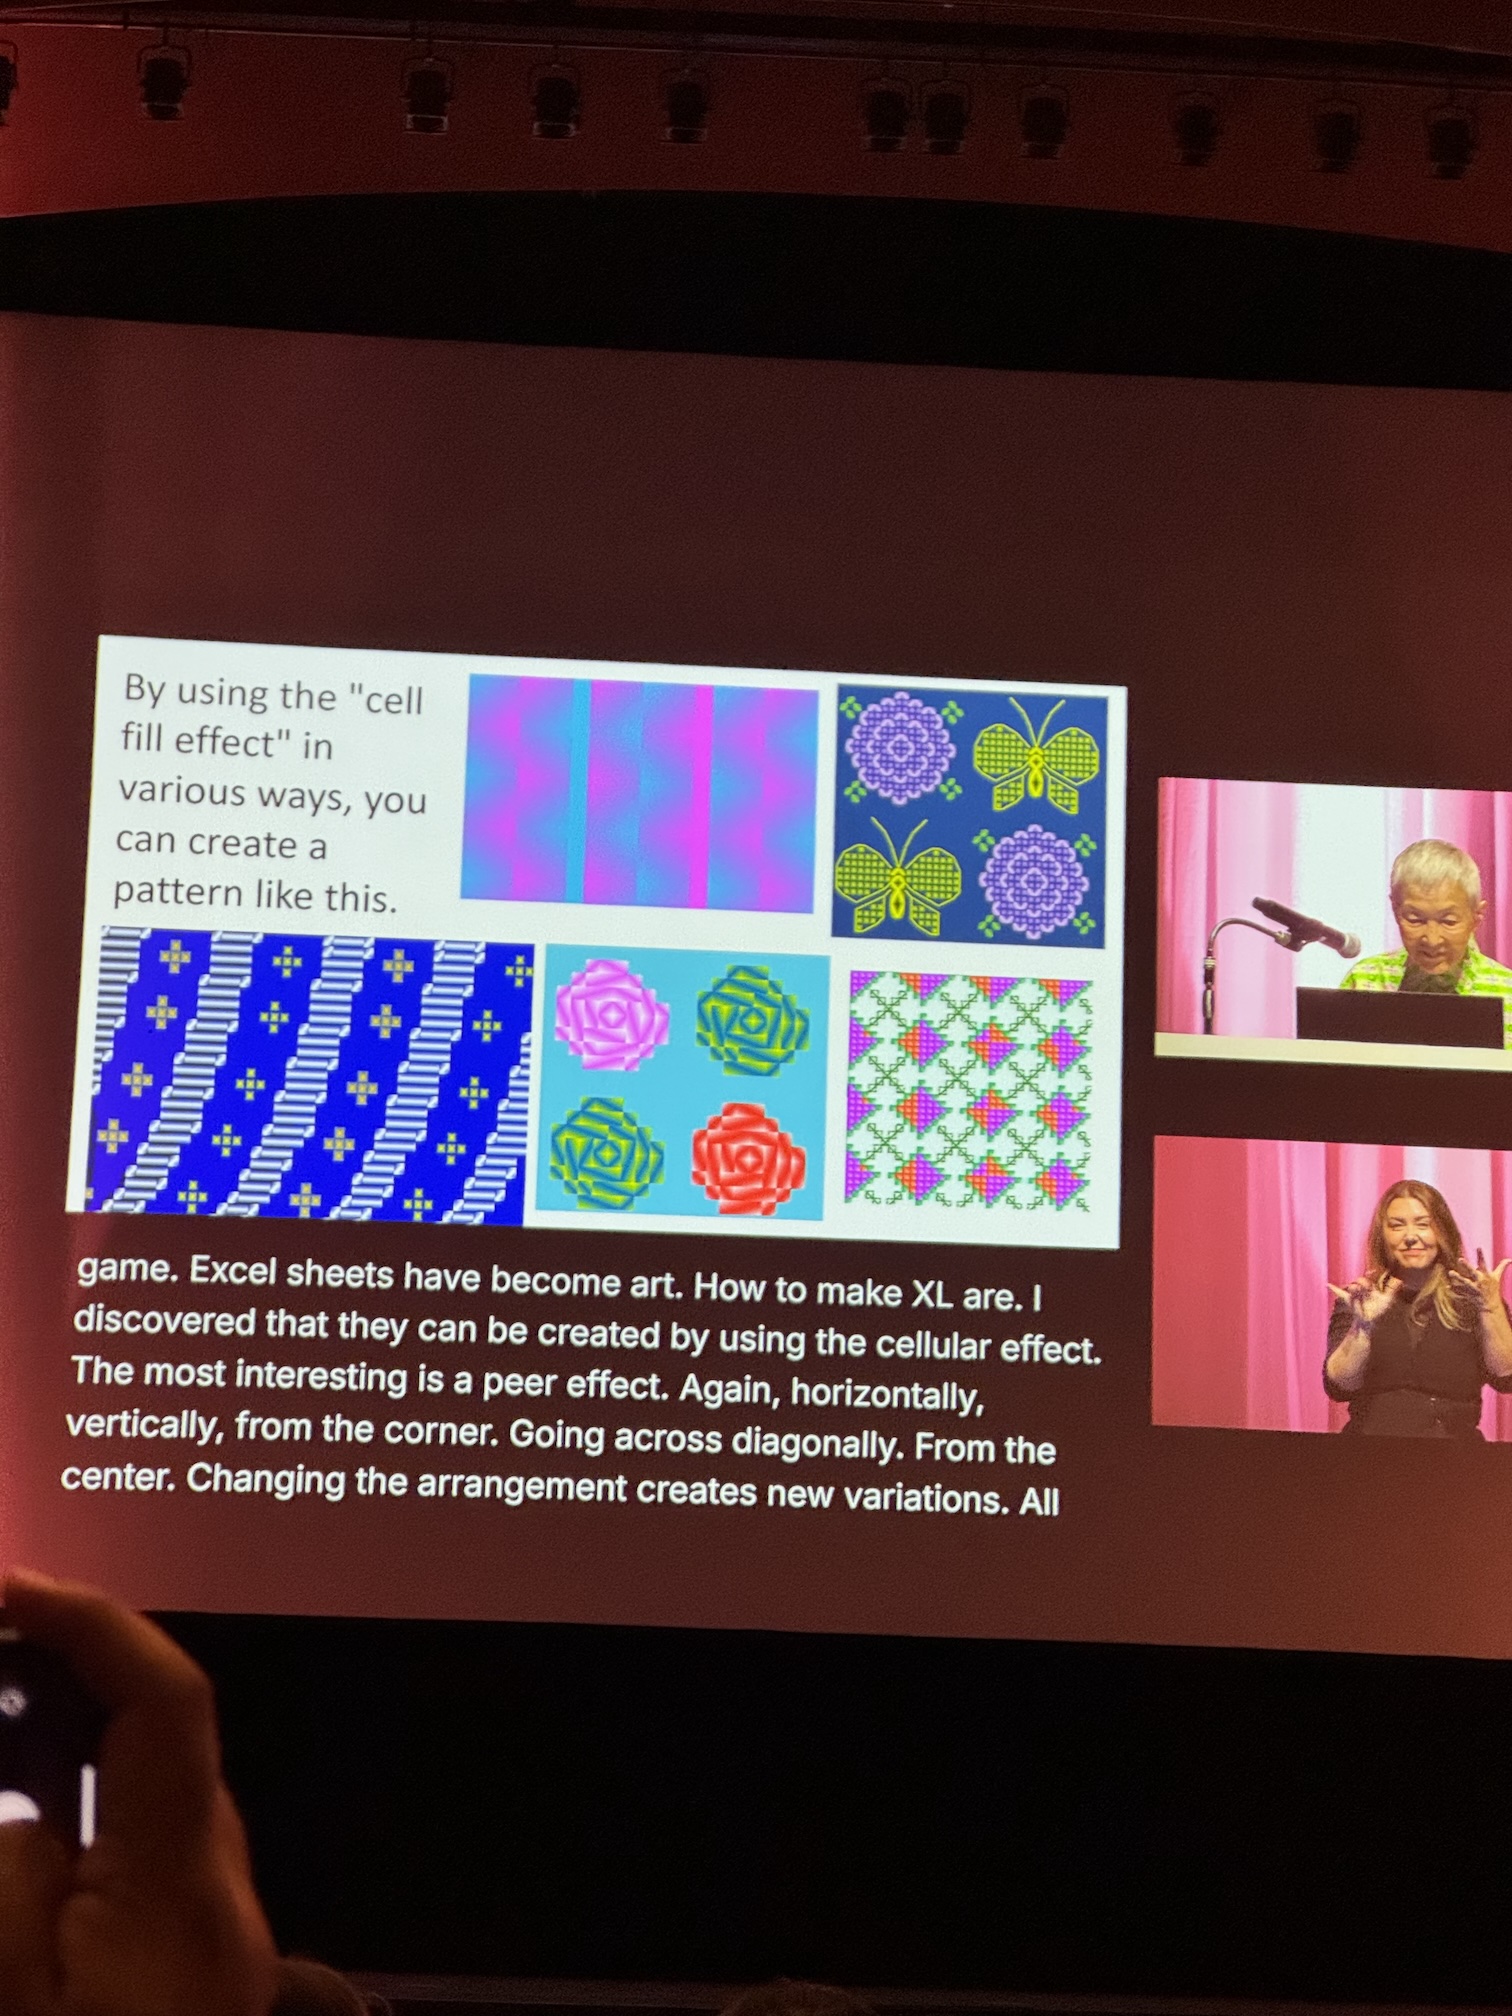 By using the "cell
fill effect" in
various ways, you
can create a
pattern like this.
game. Excel sheets have become art. How to make XL are. I
discovered that they can be created by using the cellular effect.
The most interesting is a peer effect. Again, horizontally,
vertically, from the corner. Going across diagonally. From the
center. Changing the arrangement creates new variations. All